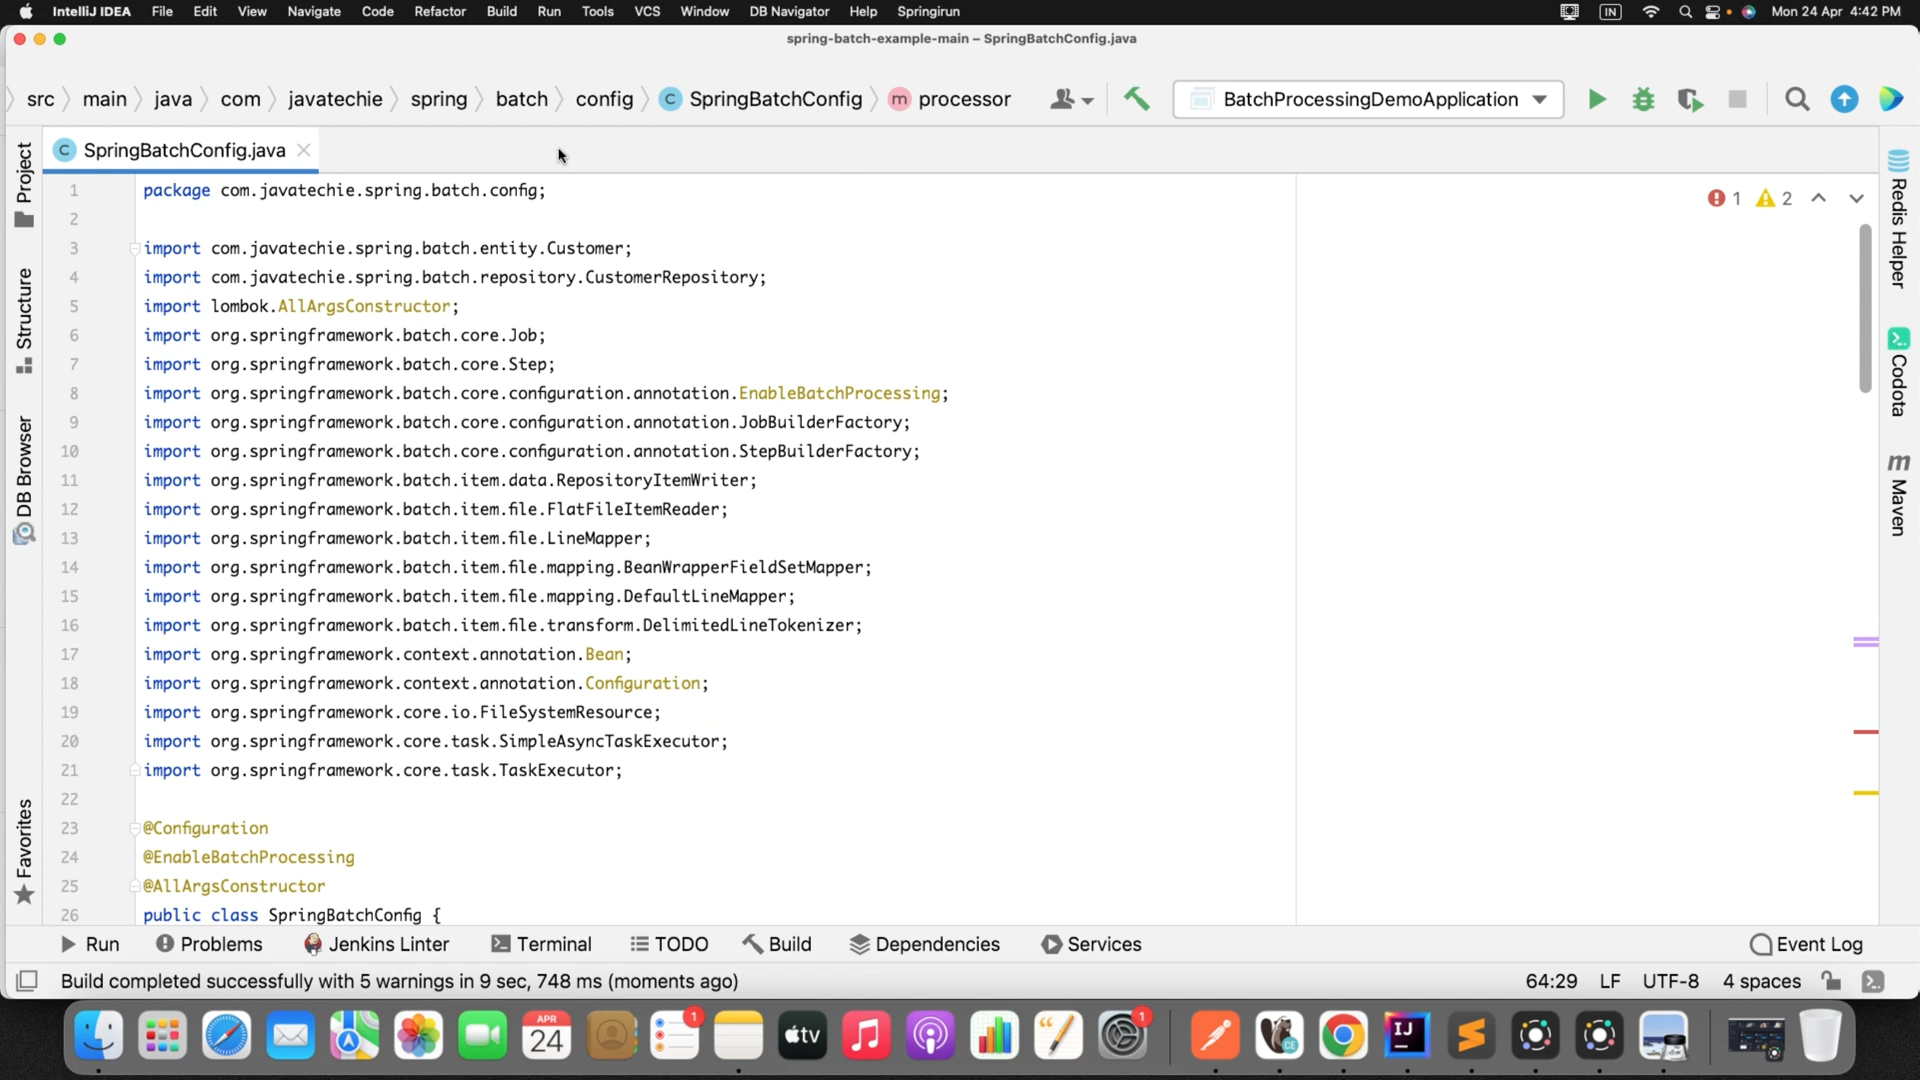 IntelliJ IDEA File Edit View Navigate Code Refactor Build Run Tools VCS Window DB Navigator Help Springirun IN Mon 24 Apr 4:42 PM
spring-batch-example-main – SpringBatchConfig.java
src main java com javatechie spring batch config C SpringBatchConfig m processor BatchProcessingDemoApplication
C SpringBatchConfig.java
1 package com.javatechie.spring.batch.config;
1 2
2
3 import com.javatechie.spring.batch.entity.Customer;
4 import com.javatechie.spring.batch.repository.CustomerRepository;
5 import lombok.AllArgsConstructor;
6 import org.springframework.batch.core.Job;
7 import org.springframework.batch.core.Step;
8 import org.springframework.batch.core.configuration.annotation.EnableBatchProcessing;
9 import org.springframework.batch.core.configuration.annotation.JobBuilderFactory;
10 import org.springframework.batch.core.configuration.annotation.StepBuilderFactory;
11 import org.springframework.batch.item.data.RepositoryItemWriter;
12 import org.springframework.batch.item.file.FlatFileItemReader;
13 import org.springframework.batch.item.file.LineMapper;
14 import org.springframework.batch.item.file.mapping.BeanWrapperFieldSetMapper;
15 import org.springframework.batch.item.file.mapping.DefaultLineMapper;
16 import org.springframework.batch.item.file.transform.DelimitedLineTokenizer;
17 import org.springframework.context.annotation.Bean;
18 import org.springframework.context.annotation.Configuration;
19 import org.springframework.core.io.FileSystemResource;
20 import org.springframework.core.task.SimpleAsyncTaskExecutor;
21 import org.springframework.core.task.TaskExecutor;
22
23 @Configuration
24 @EnableBatchProcessing
25 @AllArgsConstructor
26 public class SpringBatchConfig {
Project
Structure
DB Browser
Favorites
Redis Helper
Codota
m Maven
Run Problems Jenkins Linter Terminal TODO Build Dependencies Services Event Log
Build completed successfully with 5 warnings in 9 sec, 748 ms (moments ago) 64:29 LF UTF-8 4 spaces
APR
24
1
tv
1
IJ
CE